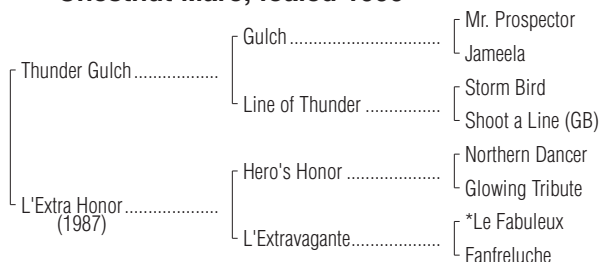 Chestnut Mare; foaled
Mr. Prospector
Gulch
Jameela
Thunder Gulch
Storm Bird
Line of Thunder
Shoot a Line (GB)
Northern Dancer
Hero's Honor
Glowing Tribute
L'Extra Honor
(1987)
*Le Fabuleux
L'Extravagante
Fanfreluche